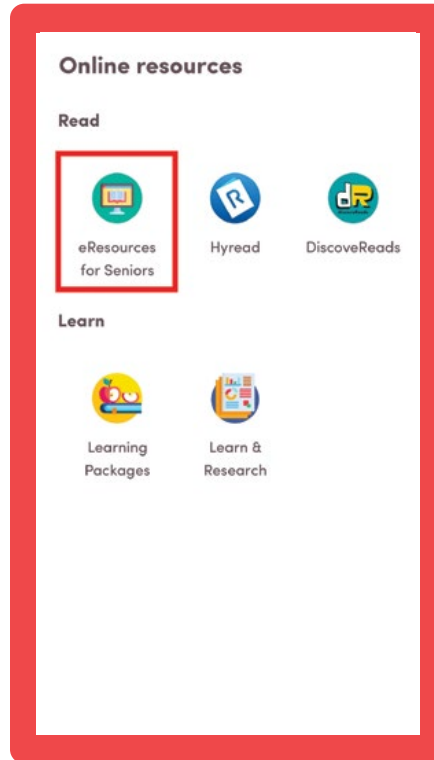 Online resources
Read
eResources
for Seniors
Hyread
DiscoveReads
Learn
Learning
Packages
Learn &
Research